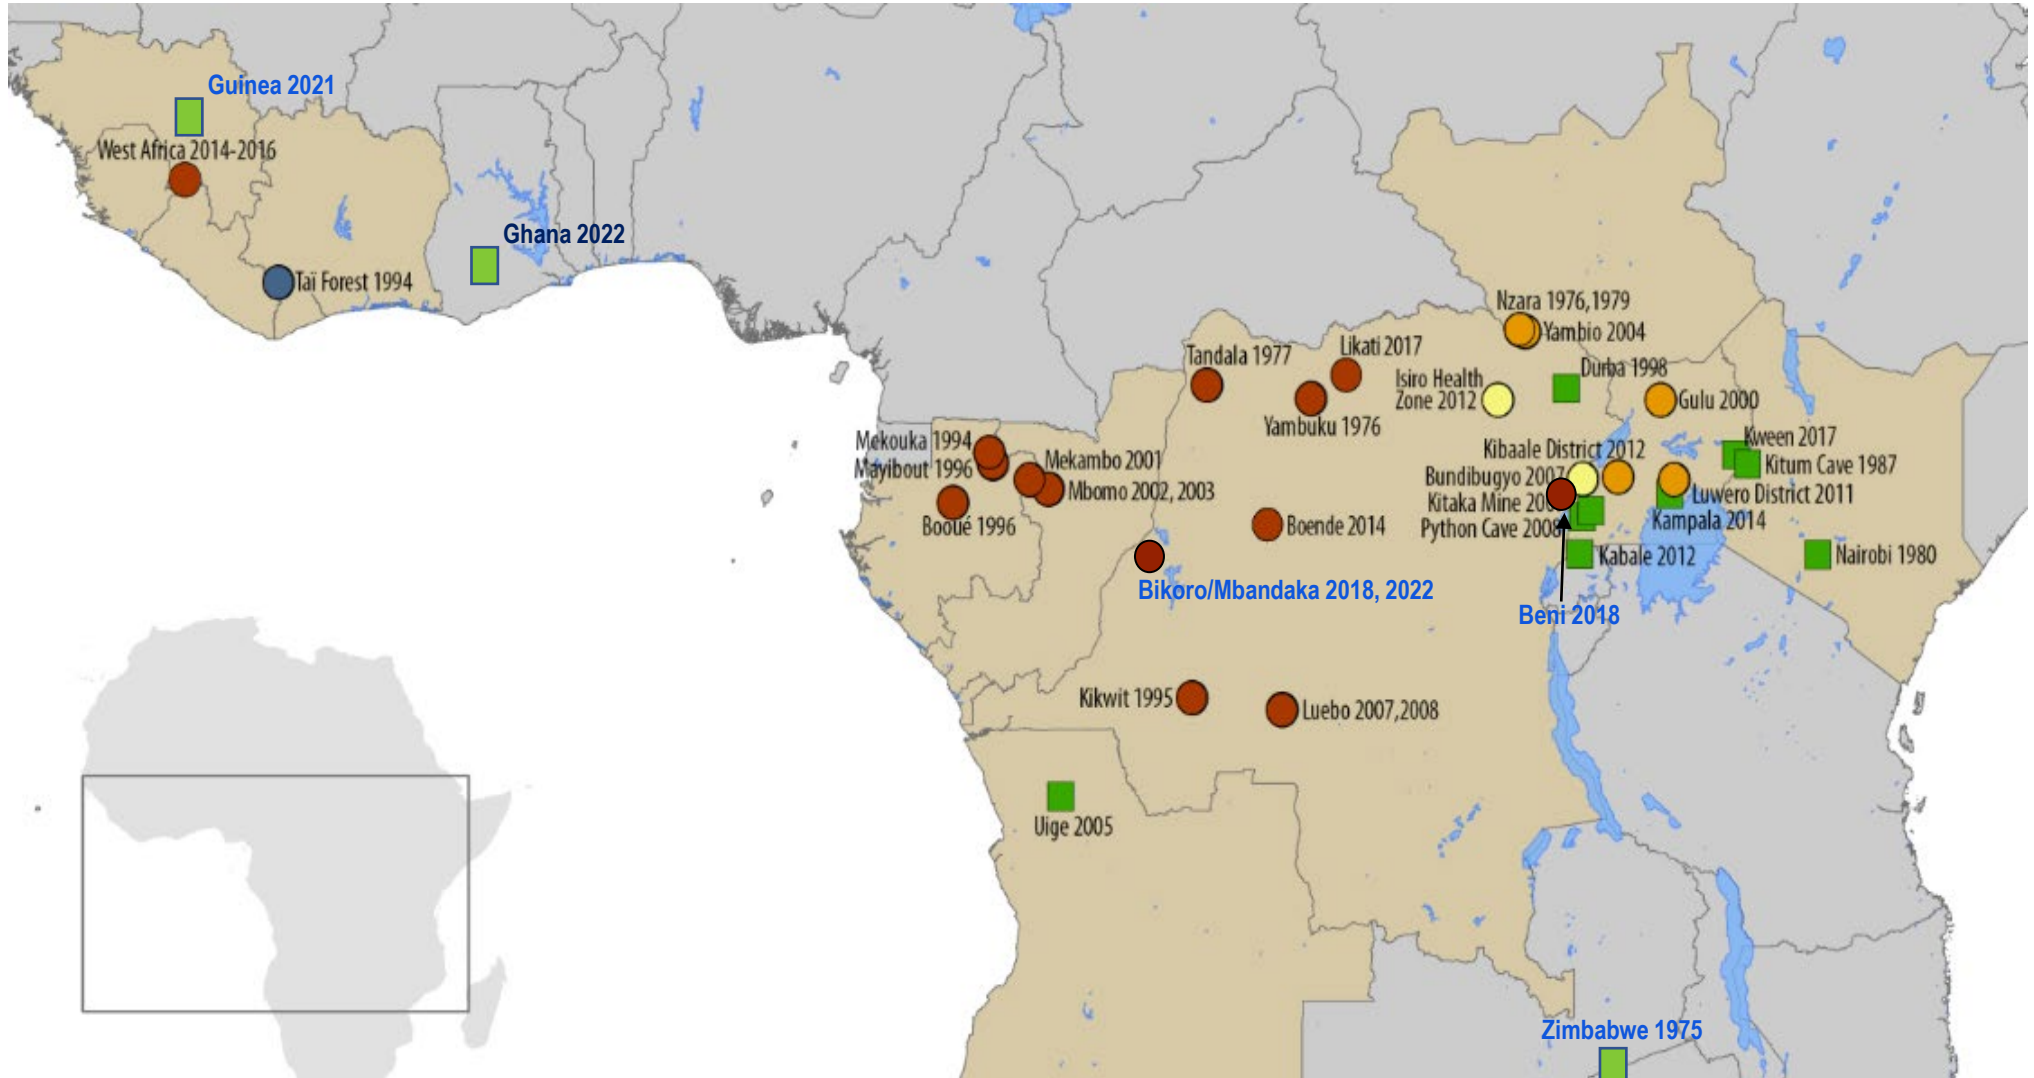 Guinea 2021
West Africa 2014-2016
Ghana 2022
Taï Forest 1994
Nzara 1976,1979
Yambio 2004
Tandala 1977
Likati 2017
Isiro Health
Zone 2012
Durba 1998
Gulu 2000
Yambuku 1976
Mekouka 1994
Mayibout 1996
Mekambo 2001
Mbomo 2002, 2003
Booué 1996
Kibaale District 2012
Bundibugyo 2007
Kitaka Mine 200
Python Cave 2008
Kween 2017
Kitum Cave 1987
Luwero District 2011
Kampala 2014
Kabale 2012
Nairobi 1980
Boende 2014
Bikoro/Mbandaka 2018, 2022
Beni 2018
Kikwit 1995
Luebo 2007,2008
Uige 2005
Zimbabwe 1975